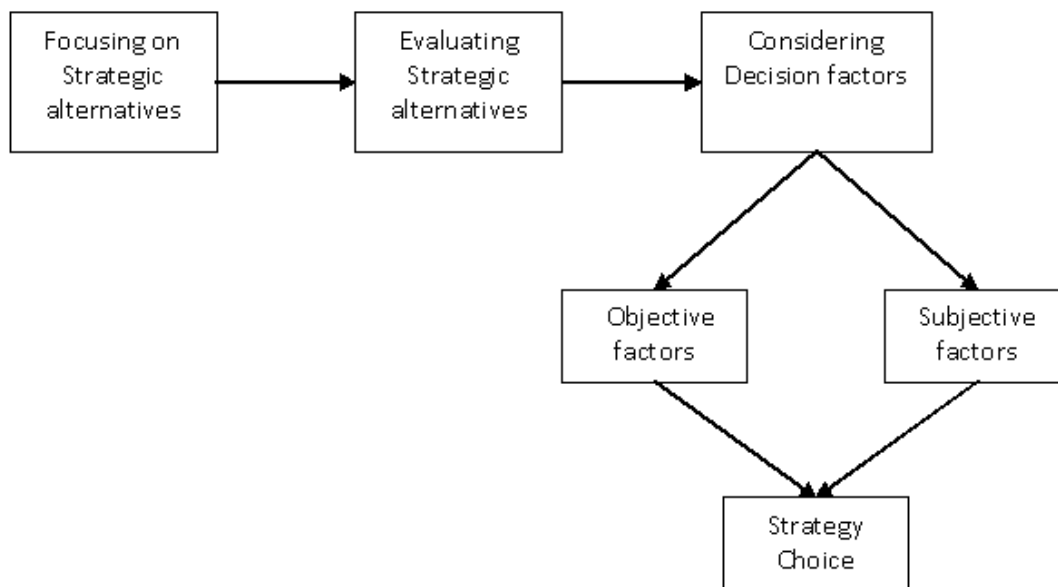 Focusing on
Strategic
alternatives
Evaluating
Strategic
alternatives
Considering
Decision factors
Objective
factors
Subjective
factors
Strategy
Choice